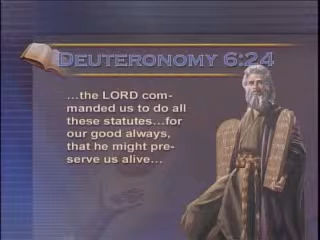 DEUTERONOMY 6:24
...the LORD com-
manded us to do all
these statutes...for
our good always,
that he might pre-
serve us alive...